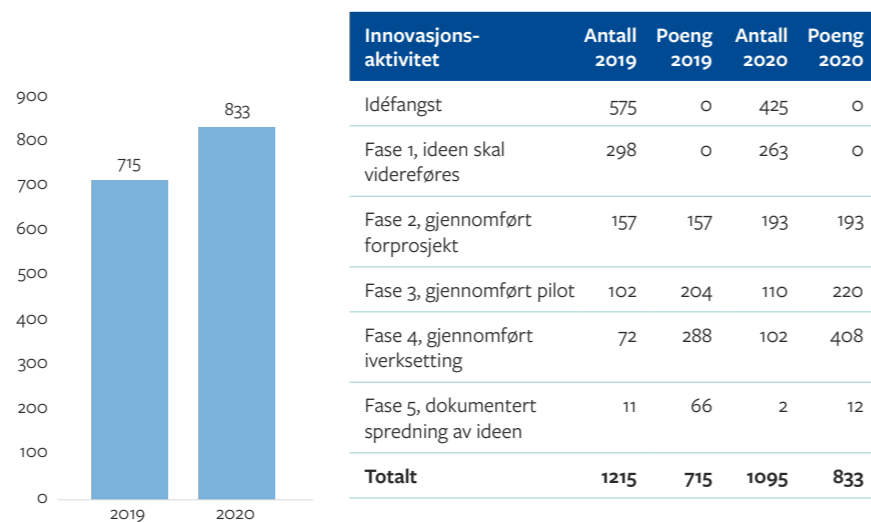 900
800
700
600
500
400
300
200
100
0
715
833
2019
2020
Innovasjons-
aktivitet
Antall
2019
Poeng
2019
Antall
2020
Poeng
2020
Idéfangst 575 0 425 0
Fase 1, ideen skal 298 0 263 0
videreføres
Fase 2, gjennomført 157 157 193 193
forprosjekt
Fase 3, gjennomført pilot 102 204 110 220
Fase 4, gjennomført 72 288 102 408
iverksetting
Fase 5, dokumentert 11 66 2 12
spredning av ideen
Totalt 1215 715 1095 833